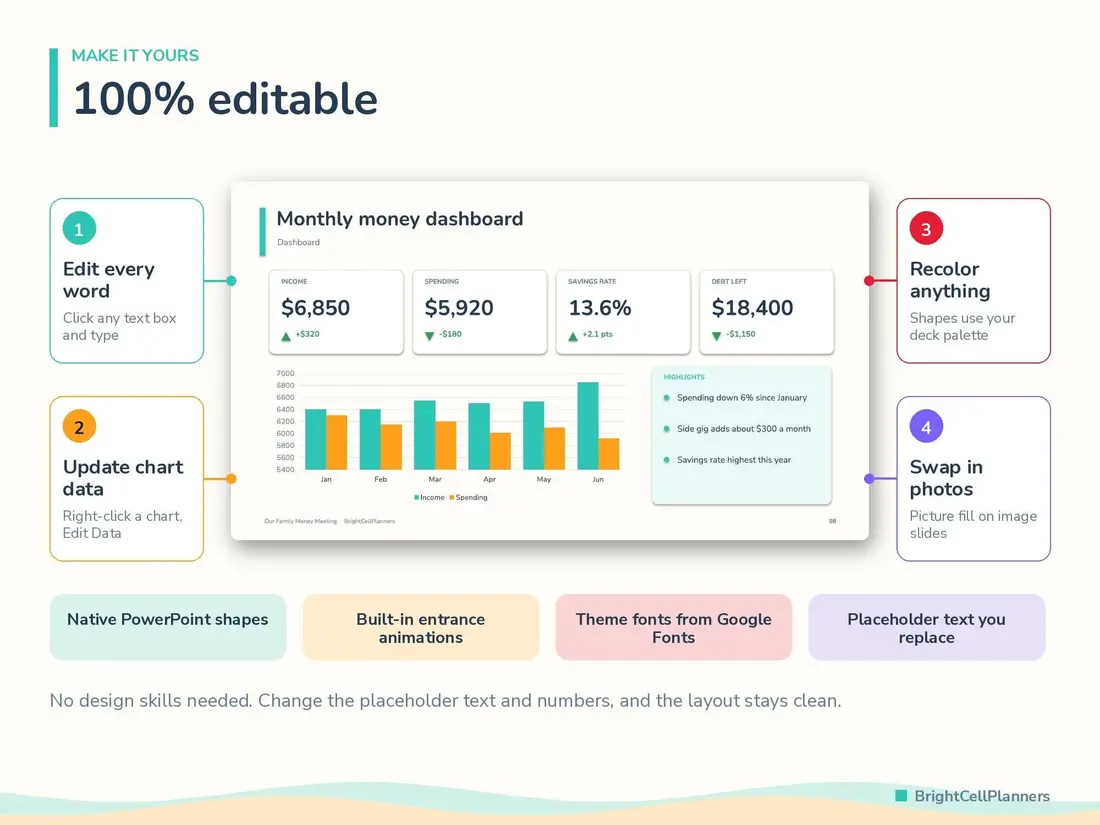 MAKE IT YOURS
100% editable
1
Edit every
word
Click any text box
and type
2
Update chart
data
Right-click a chart,
Edit Data
Monthly money dashboard
Dashboard
INCOME
$6,850
+$320
SPENDING
$5,920
-$180
SAVINGS RATE
13.6%
+2.1 pts
DEBT LEFT
$18,400
-$1,150
7000
6800
6600
6400
6200
6000
5800
5600
5400
Jan Feb Mar Apr May Jun
Income Spending
HIGHLIGHTS
Spending down 6% since January
Side gig adds about $300 a month
Savings rate highest this year
Our Family Money Meeting BrightCellPlanners
08
3
Recolor
anything
Shapes use your
deck palette
4
Swap in
photos
Picture fill on image
slides
Native PowerPoint shapes
Built-in entrance
animations
Theme fonts from Google
Fonts
Placeholder text you
replace
No design skills needed. Change the placeholder text and numbers, and the layout stays clean.
BrightCellPlanners